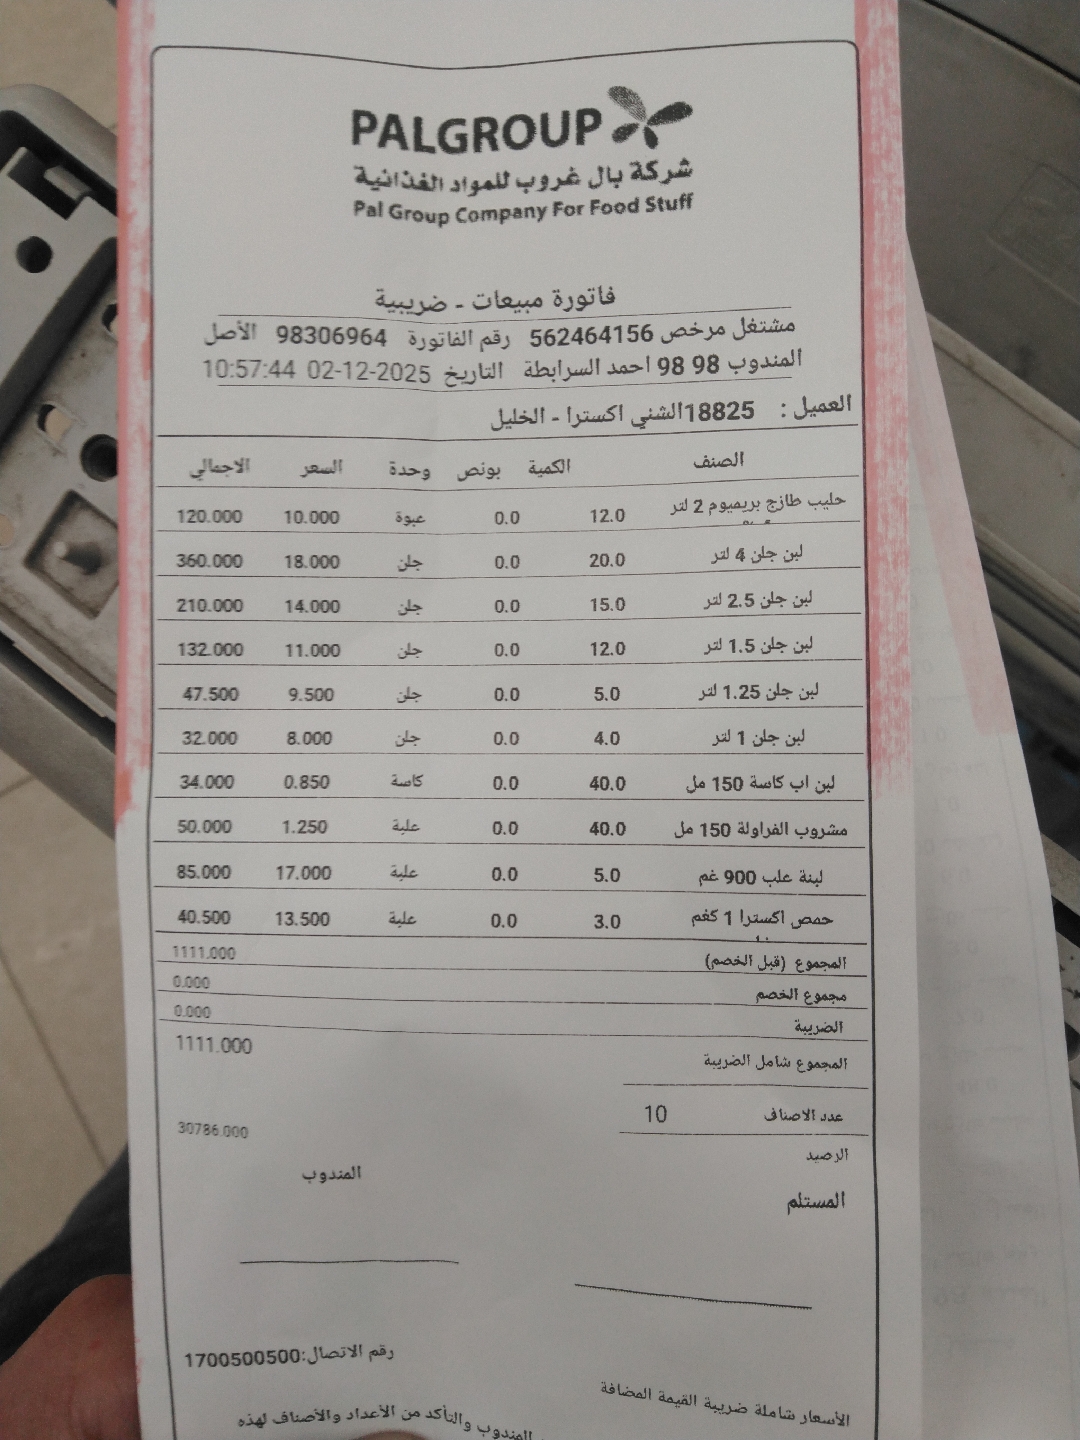 PALGROUP
شركة بال غروب للمواد الغذائية
Pal Group Company For Food Stuff
فاتورة مبيعات - ضريبية
مشتغل مرخص 562464156 رقم الفاتورة 98306964 الأصل
المندوب 98 98 احمد السرابطة التاريخ 02-12-2025 10:57:44
العميل : 18825الشني اكسترا - الخليل
الصنف الكمية بونص وحدة السعر الاجمالي
حليب طازج بريميوم 2 لتر 12.0 0.0 عبوة 10.000 120.000
لبن جلن 4 لتر 20.0 0.0 جلن 18.000 360.000
لبن جلن 2.5 لتر 15.0 0.0 جلن 14.000 210.000
لبن جلن 1.5 لتر 12.0 0.0 جلن 11.000 132.000
لبن جلن 1.25 لتر 5.0 0.0 جلن 9.500 47.500
لبن جلن 1 لتر 4.0 0.0 جلن 8.000 32.000
لبن اب كاسة 150 مل 40.0 0.0 كاسة 0.850 34.000
مشروب الفراولة 150 مل 40.0 0.0 علبة 1.250 50.000
لبنة علب 900 غم 5.0 0.0 علبة 17.000 85.000
حمص اكسترا 1 كغم 3.0 0.0 علبة 13.500 40.500
المجموع (قبل الخصم) 1111.000
مجموع الخصم 0.000
الضريبة 0.000
المجموع شامل الضريبة 1111.000
عدد الاصناف 10
الرصيد 30786.000
المستلم المندوب
رقم الاتصال:1700500500
الأسعار شاملة ضريبة القيمة المضافة
المندوب والتأكد من الأعداد والأصناف لهذه